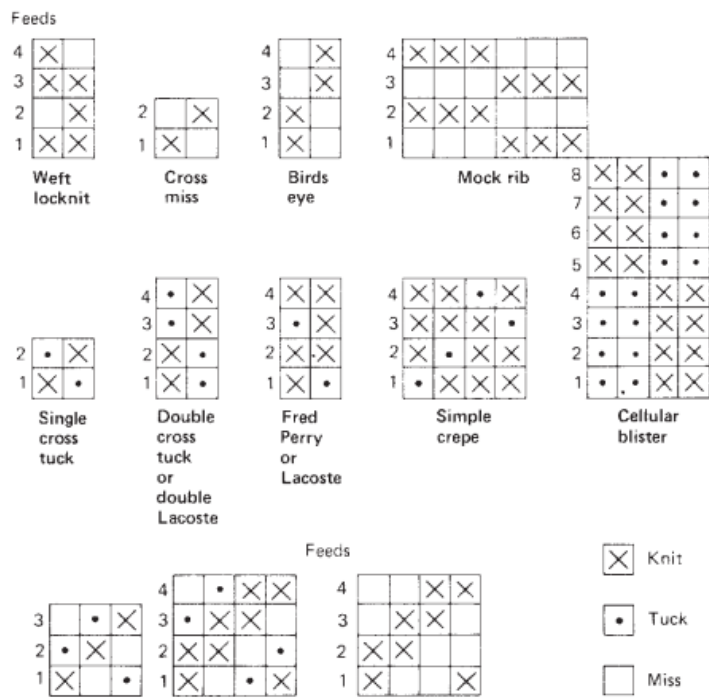 Feeds
4
3
2
1
Weft
locknit
2
1
Cross
miss
4
3
2
1
Birds
eye
4
3
2
1
Mock rib
8
7
6
5
4
3
2
1
Cellular
blister
2
1
Single
cross
tuck
4
3
2
1
Double
cross
tuck
or
double
Lacoste
4
3
2
1
Fred
Perry
or
Lacoste
4
3
2
1
Simple
crepe
Feeds
3
2
1
4
3
2
1
4
3
2
1
Knit
Tuck
Miss